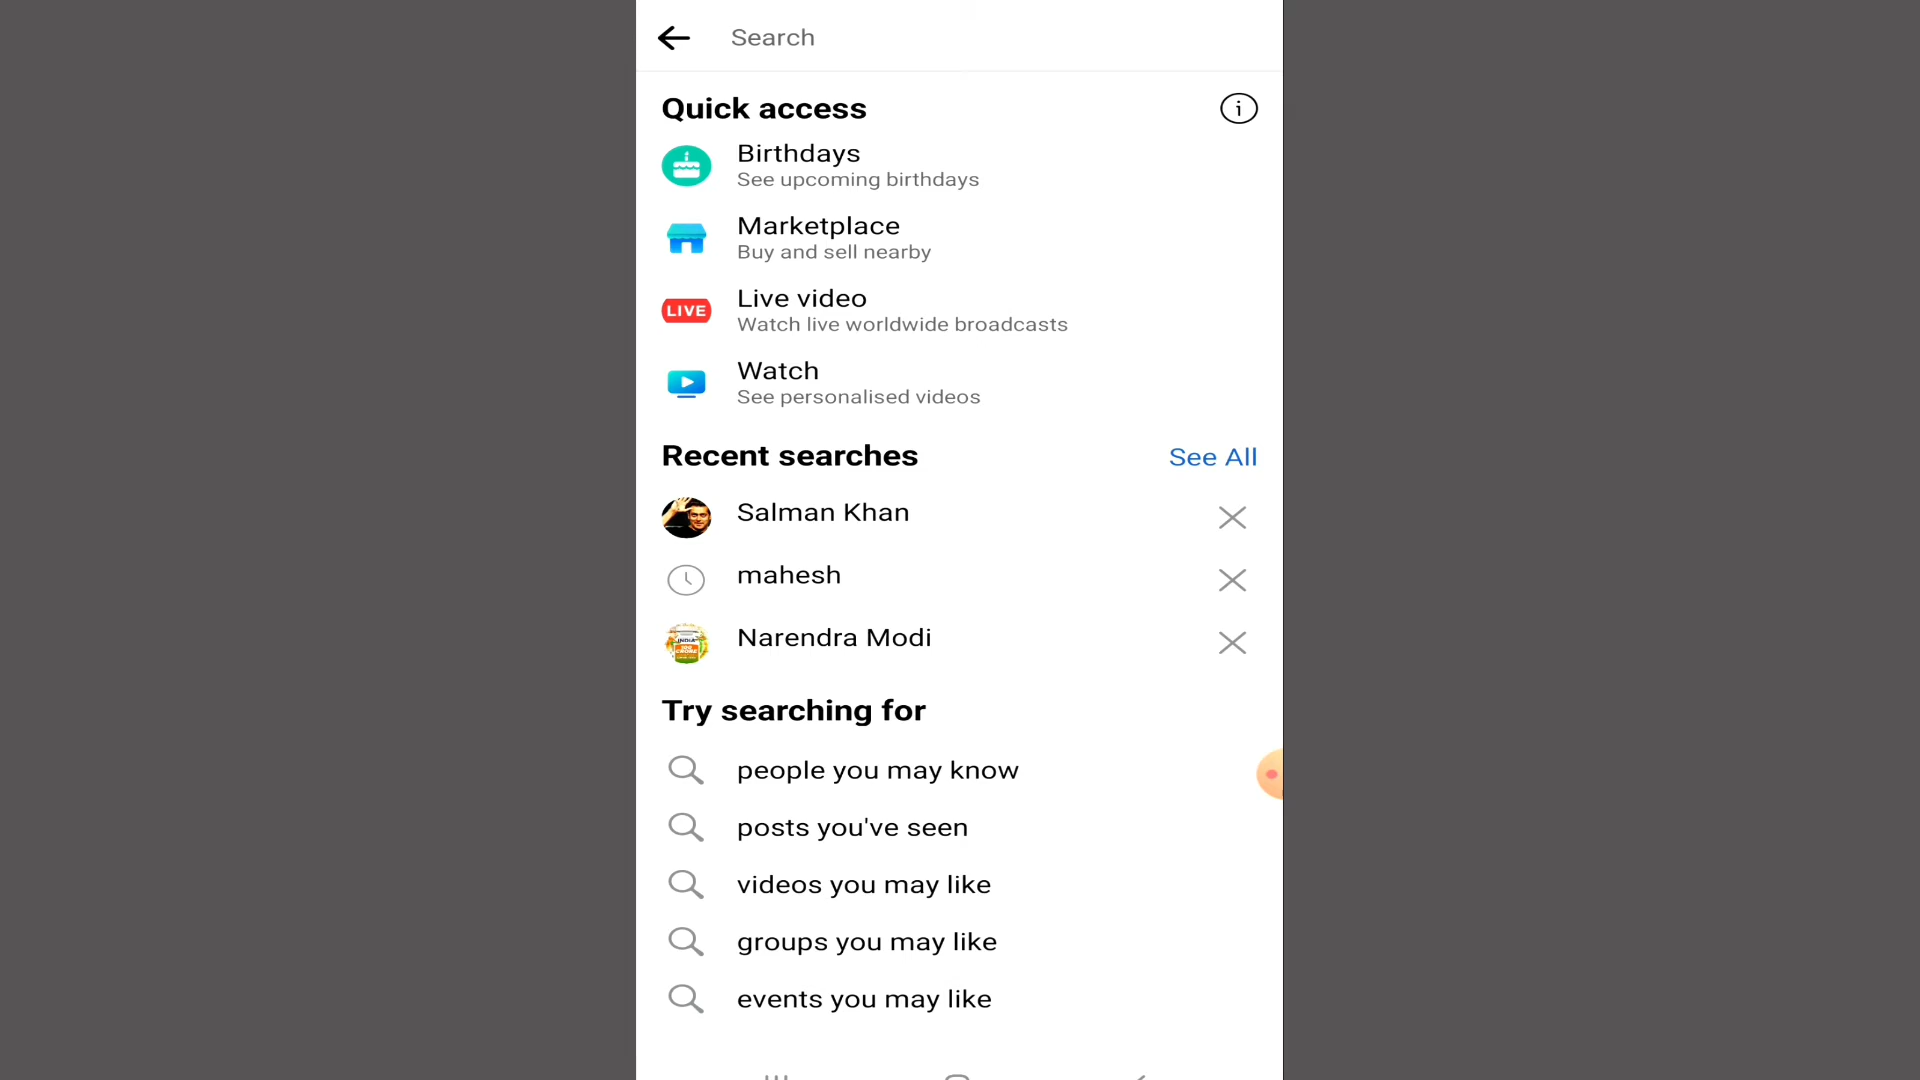 Search
Quick access
Birthdays
See upcoming birthdays
Marketplace
Buy and sell nearby
LIVE
Live video
Watch live worldwide broadcasts
Watch
See personalised videos
Recent searches
See All
Salman Khan
mahesh
INDIA
CRORE
Narendra Modi
Try searching for
people you may know
posts you've seen
videos you may like
groups you may like
events you may like